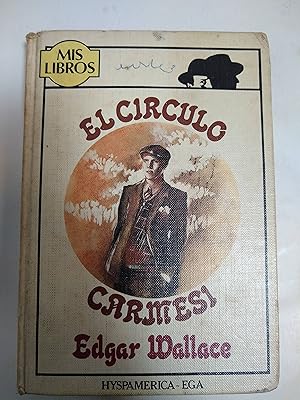 MIS
LIBROS
EL CIRCULO
CARMESI
Edgar Wallace
HYSPAMERICA-EGA